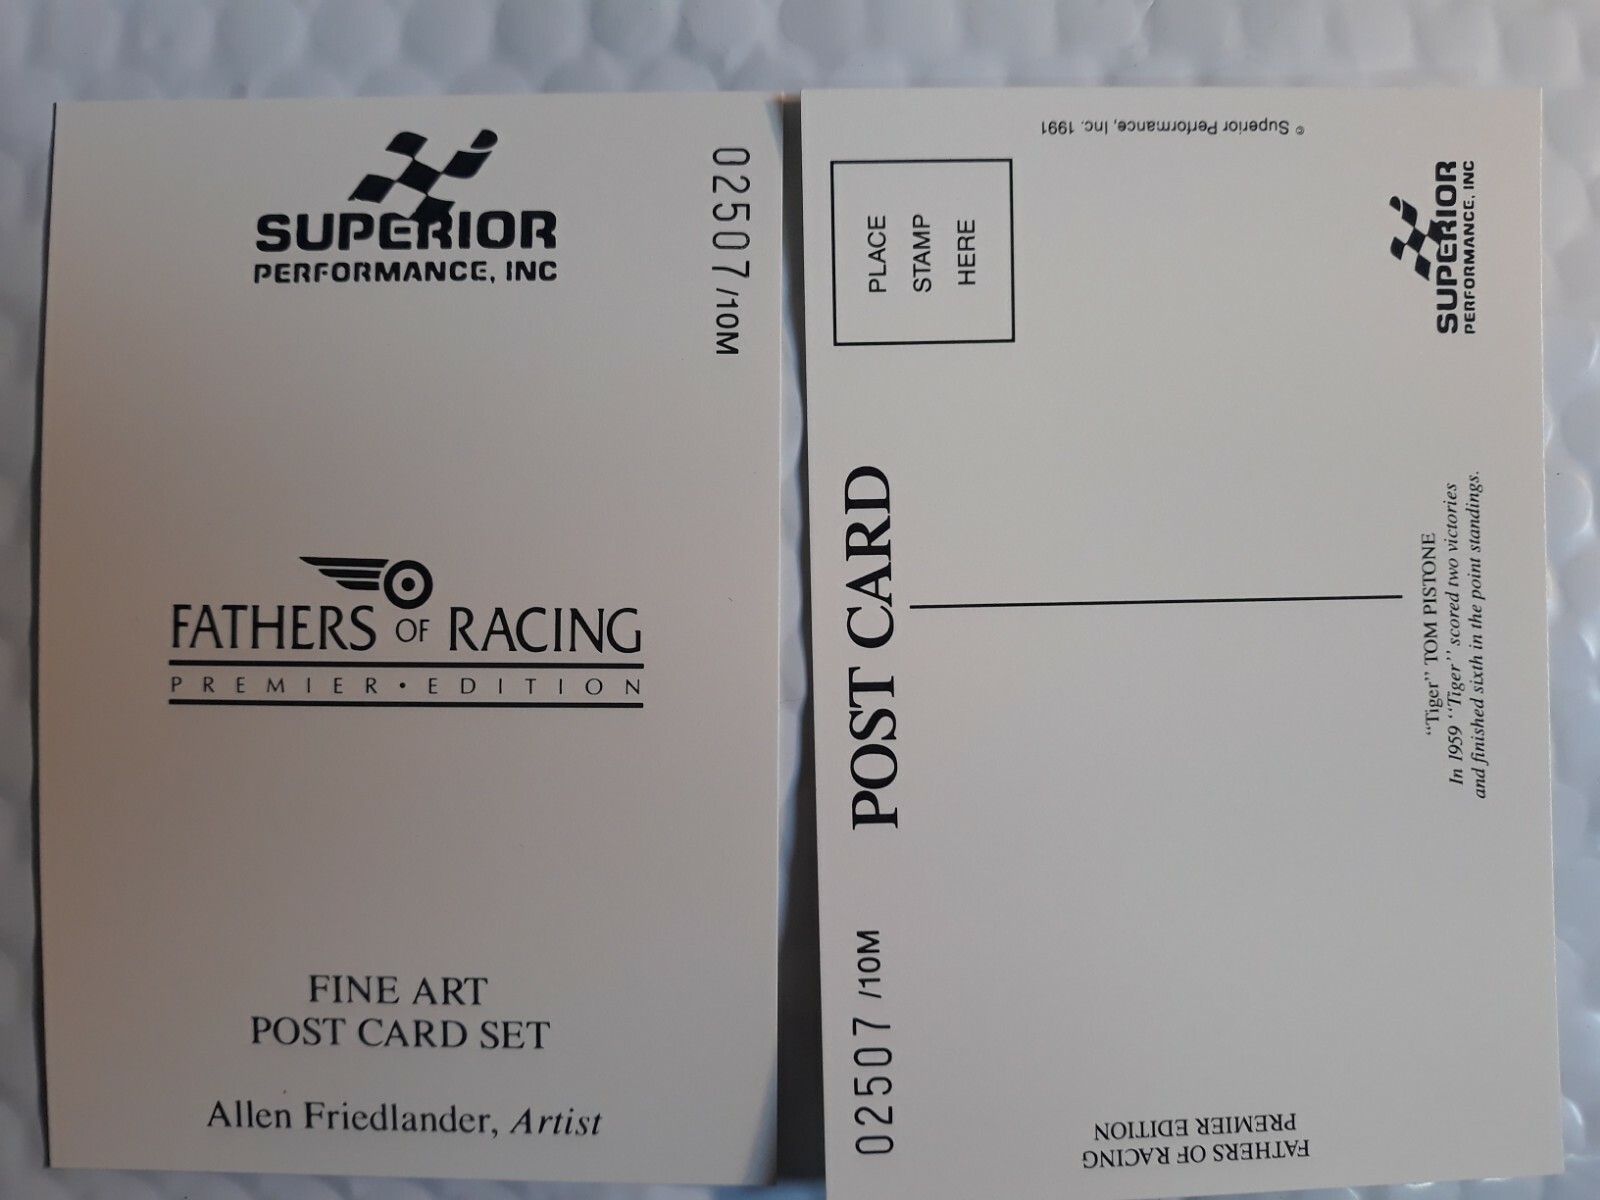 SUPERIOR
PERFORMANCE, INC
02507 /10M
FATHERS OF RACING
PREMIER • EDITION
FINE ART
POST CARD SET
Allen Friedlander, Artist
© Superior Performance, Inc. 1991
PLACE
STAMP
HERE
SUPERIOR
PERFORMANCE, INC
POST CARD
"Tiger" TOM PISTONE
In 1959 "Tiger" scored two victories
and finished sixth in the point standings.
02507 /10M
FATHERS OF RACING
PREMIER EDITION